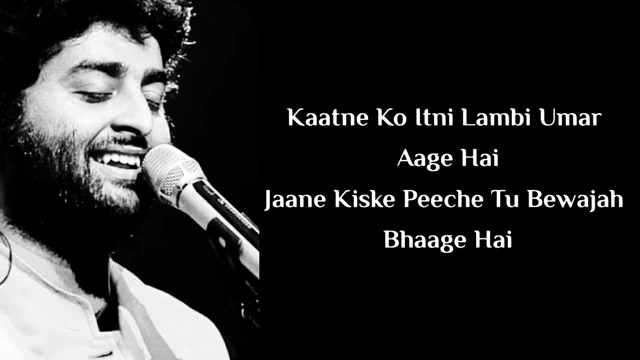 Kaatne Ko Itni Lambi Umar
Aage Hai
Jaane Kiske Peeche Tu Bewajah
Bhaage Hai